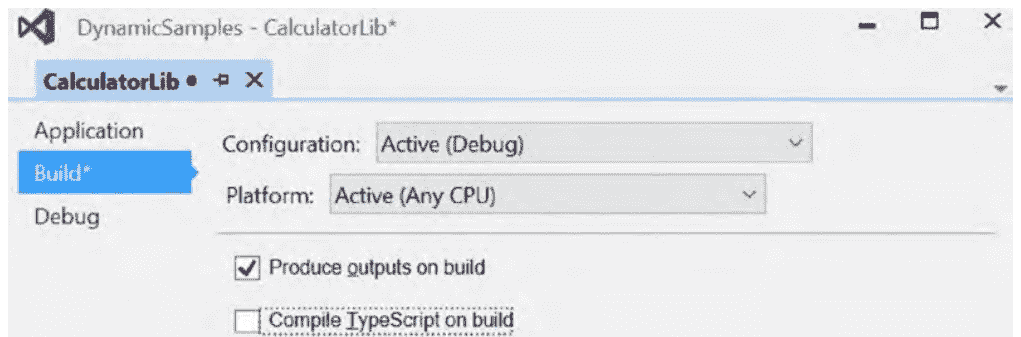 DynamicSamples - CalculatorLib*
CalculatorLib
Application
Configuration: Active (Debug)
Build*
Platform: Active (Any CPU)
Debug
Produce outputs on build
Compile TypeScript on build